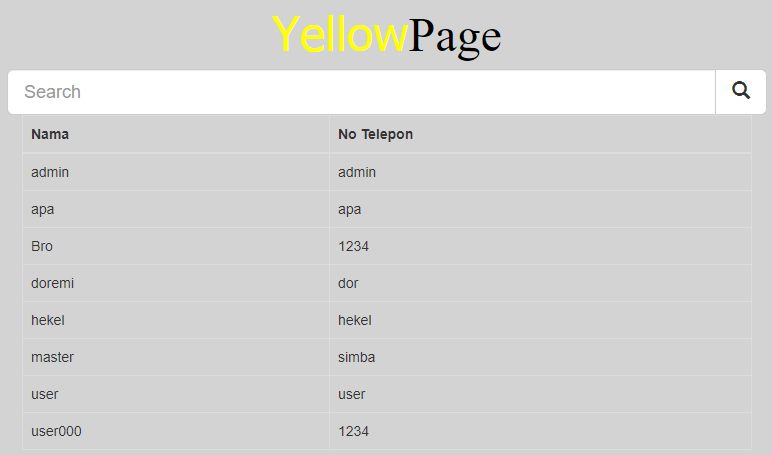 YellowPage
Search
Nama No Telepon
admin admin
apa apa
Bro 1234
doremi dor
hekel hekel
master simba
user user
user000 1234